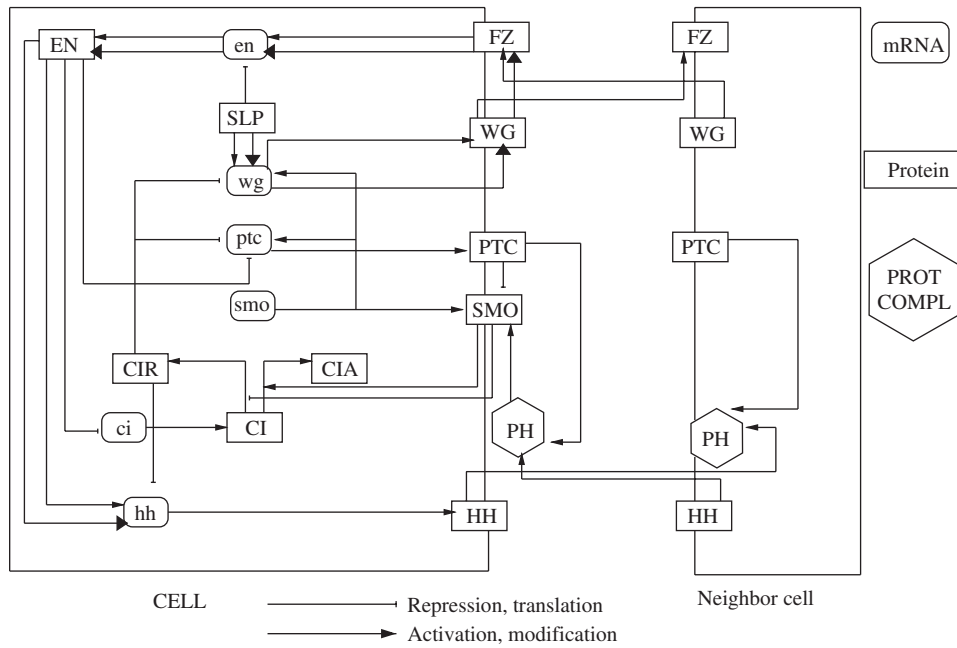 EN
en
FZ
FZ
mRNA
SLP
WG
WG
wg
Protein
ptc
PTC
PTC
PROT
COMPL
smo
SMO
CIR
CIA
ci
CI
PH
PH
hh
HH
HH
CELL
Repression, translation
Neighbor cell
Activation, modification